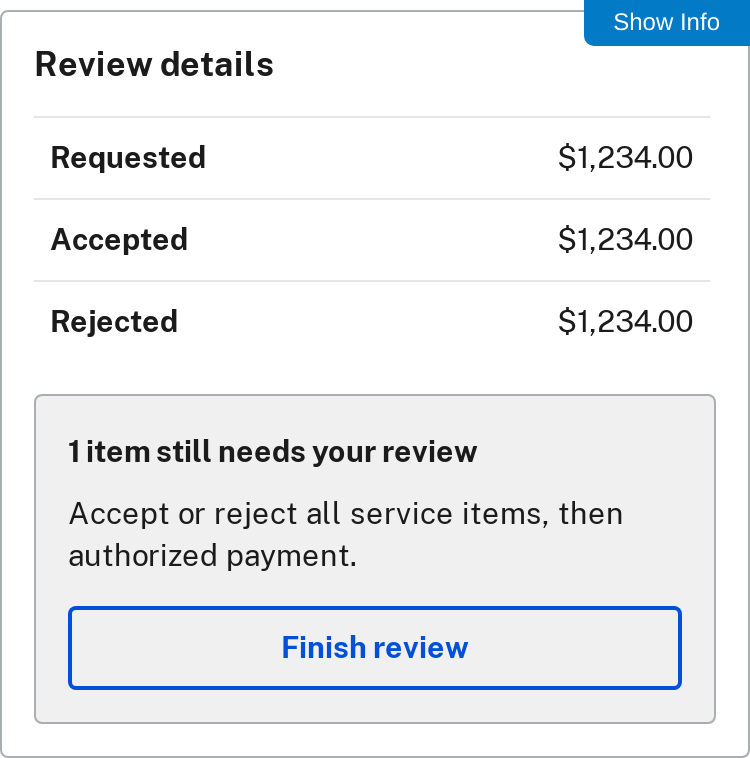 Show Info
Review details
Requested $1,234.00
Accepted $1,234.00
Rejected $1,234.00
1 item still needs your review
Accept or reject all service items, then
authorized payment.
Finish review